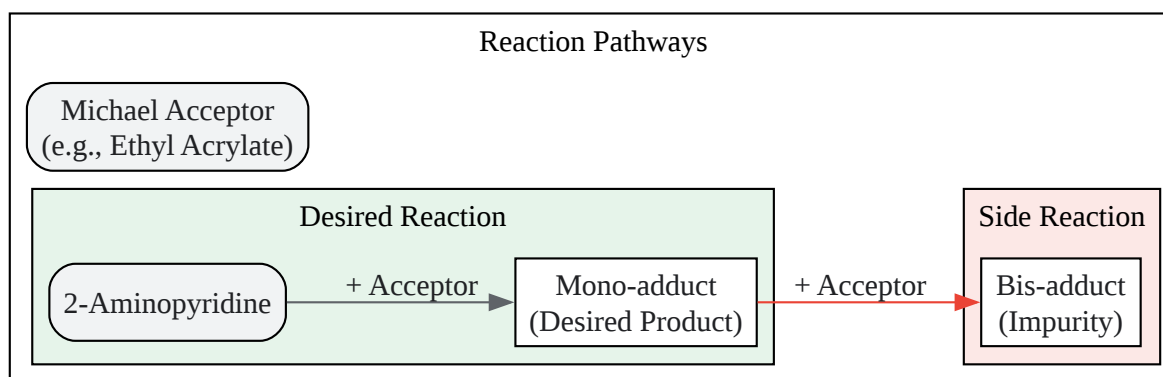 Reaction Pathways
Michael Acceptor
(e.g., Ethyl Acrylate)
Desired Reaction
Side Reaction
2-Aminopyridine
+ Acceptor
Mono-adduct
(Desired Product)
+ Acceptor
Bis-adduct
(Impurity)